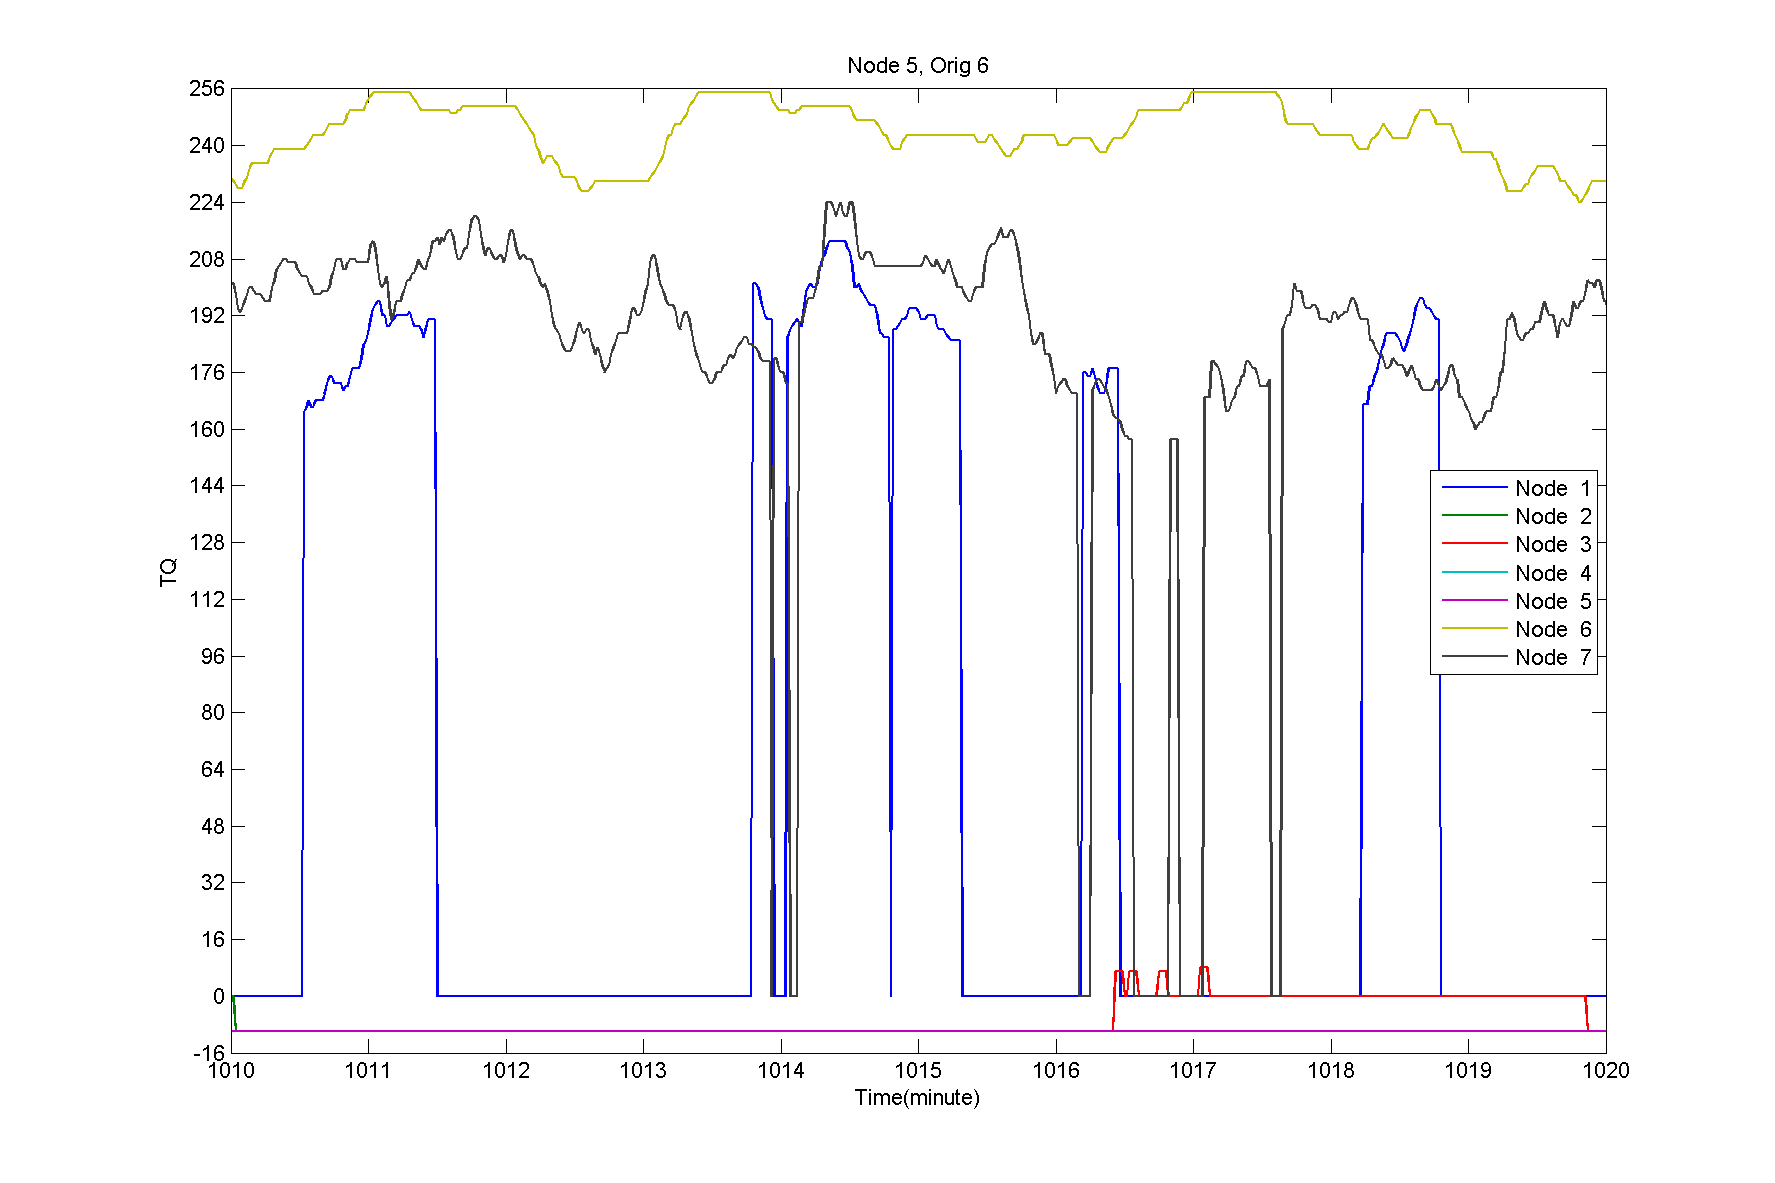 Node 5, Orig 6
256
240
224
208
192
176
160
144
128
112
96
80
64
48
32
16
0
-16
TQ
Node 1
Node 2
Node 3
Node 4
Node 5
Node 6
Node 7
1010 1011 1012 1013 1014 1015 1016 1017 1018 1019 1020
Time(minute)